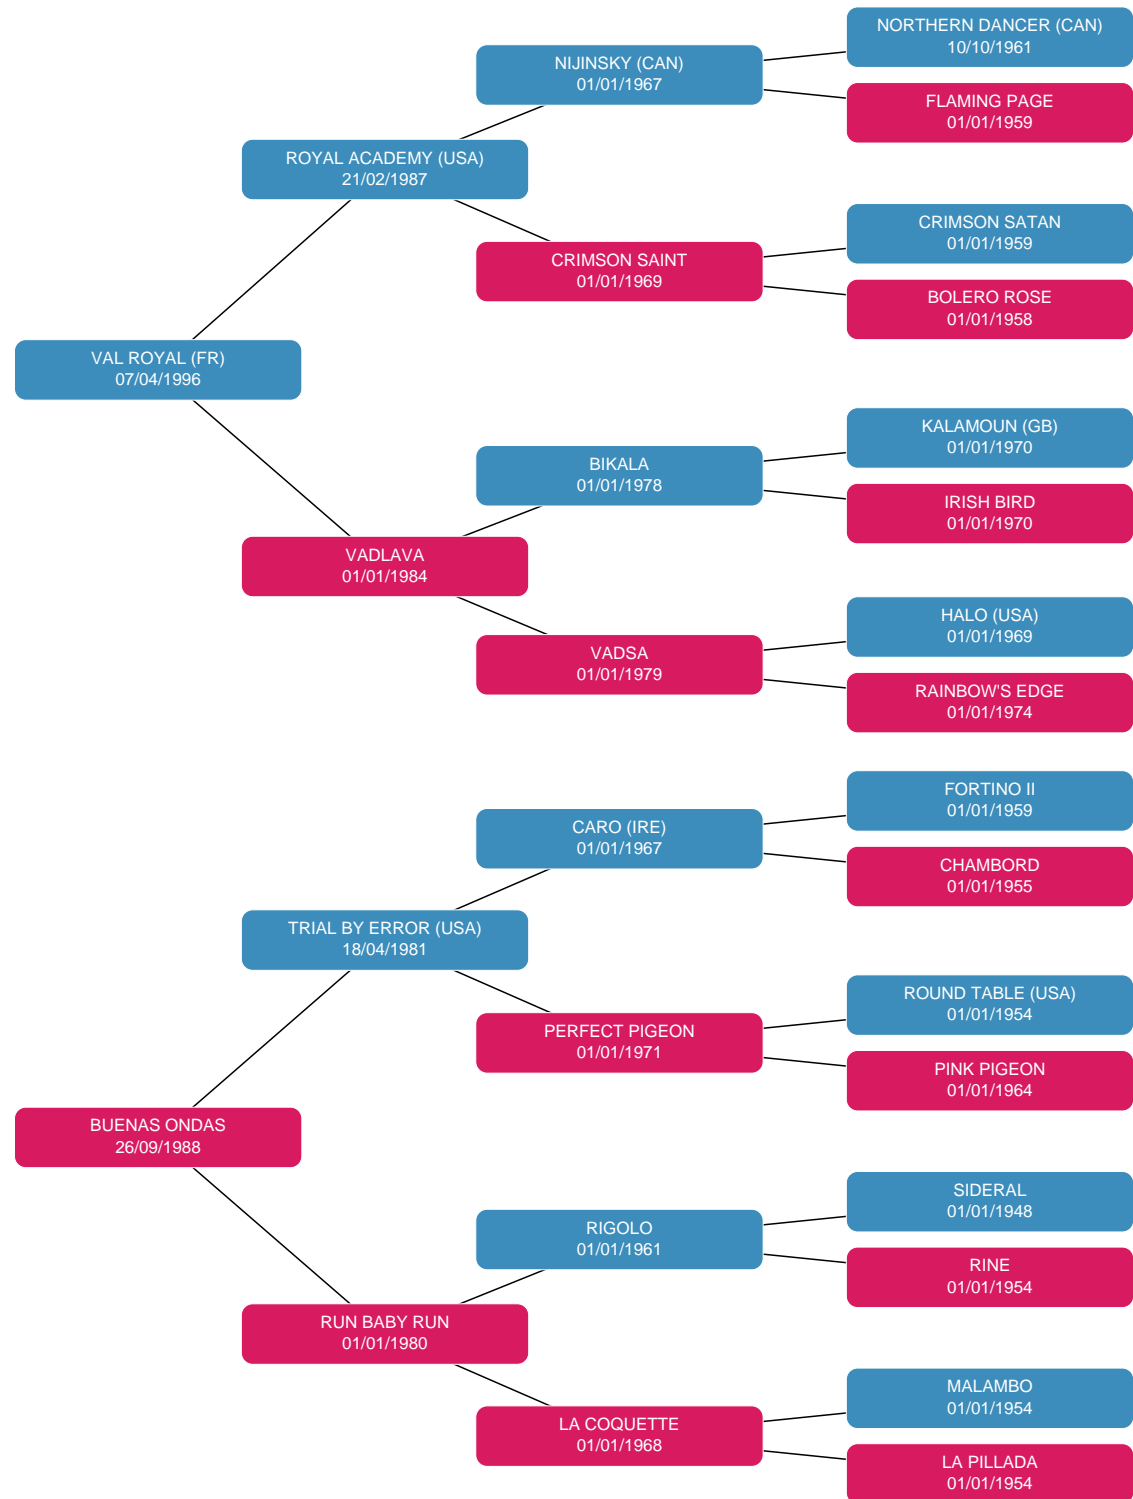 NORTHERN DANCER (CAN)
10/10/1961
NIJINSKY (CAN)
01/01/1967
FLAMING PAGE
01/01/1959
ROYAL ACADEMY (USA)
21/02/1987
CRIMSON SATAN
01/01/1959
CRIMSON SAINT
01/01/1969
BOLERO ROSE
01/01/1958
VAL ROYAL (FR)
07/04/1996
KALAMOUN (GB)
01/01/1970
BIKALA
01/01/1978
IRISH BIRD
01/01/1970
VADLAVA
01/01/1984
HALO (USA)
01/01/1969
VADSA
01/01/1979
RAINBOW'S EDGE
01/01/1974
FORTINO II
01/01/1959
CARO (IRE)
01/01/1967
CHAMBORD
01/01/1955
TRIAL BY ERROR (USA)
18/04/1981
ROUND TABLE (USA)
01/01/1954
PERFECT PIGEON
01/01/1971
PINK PIGEON
01/01/1964
BUENAS ONDAS
26/09/1988
SIDERAL
01/01/1948
RIGOLO
01/01/1961
RINE
01/01/1954
RUN BABY RUN
01/01/1980
MALAMBO
01/01/1954
LA COQUETTE
01/01/1968
LA PILLADA
01/01/1954